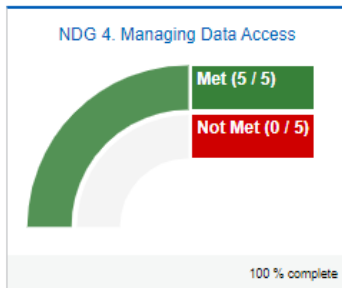 NDG 4. Managing Data Access
Met (5 / 5)
Not Met (0 / 5)
100 % complete